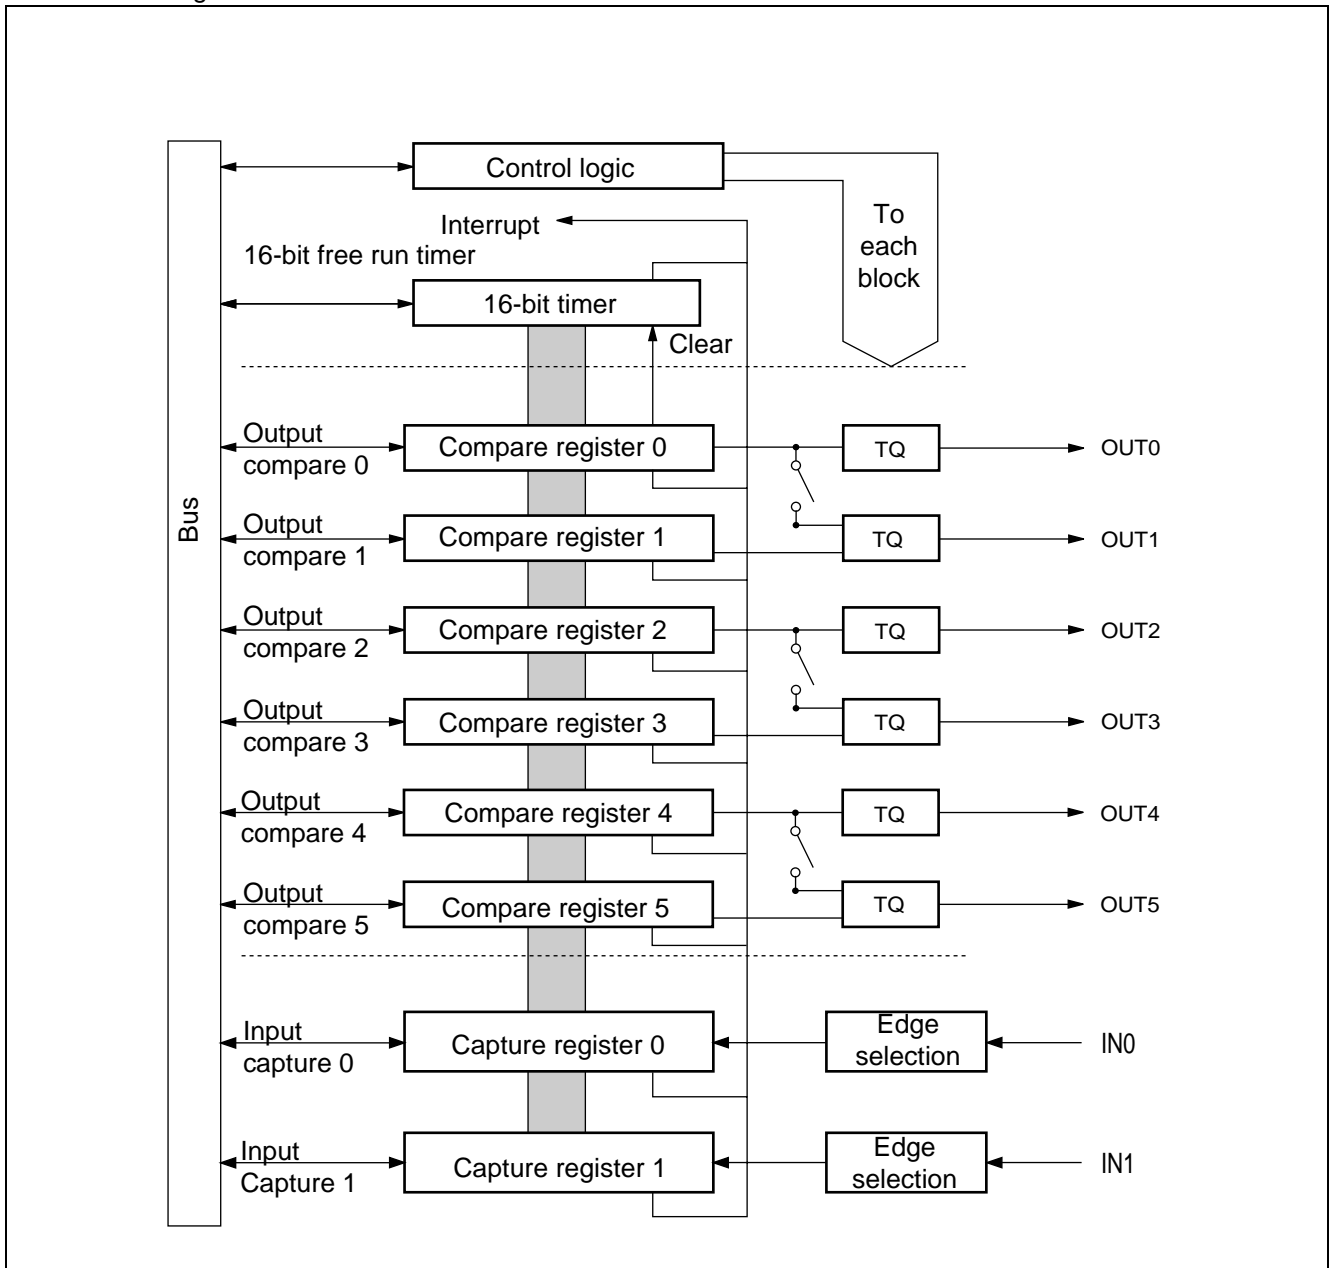 Control logic
To
each
block
Interrupt
16-bit free run timer
16-bit timer
Clear
Bus
Output
compare 0
Compare register 0
TQ
OUT0
Output
compare 1
Compare register 1
TQ
OUT1
Output
compare 2
Compare register 2
TQ
OUT2
Output
compare 3
Compare register 3
TQ
OUT3
Output
compare 4
Compare register 4
TQ
OUT4
Output
compare 5
Compare register 5
TQ
OUT5
Input
capture 0
Capture register 0
Edge
selection
IN0
Input
Capture 1
Capture register 1
Edge
selection
IN1